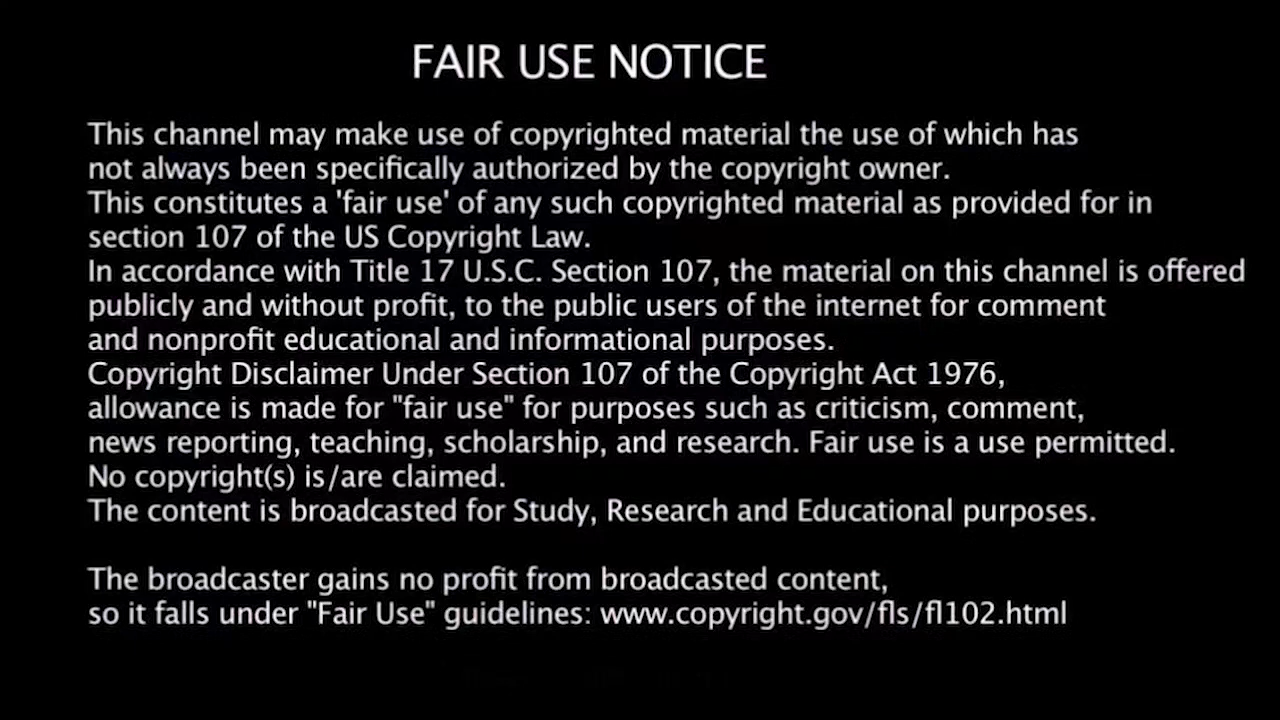 FAIR USE NOTICE
This channel may make use of copyrighted material the use of which has
not always been specifically authorized by the copyright owner.
This constitutes a 'fair use' of any such copyrighted material as provided for in
section 107 of the US Copyright Law.
In accordance with Title 17 U.S.C. Section 107, the material on this channel is offered
publicly and without profit, to the public users of the internet for comment
and nonprofit educational and informational purposes.
Copyright Disclaimer Under Section 107 of the Copyright Act 1976,
allowance is made for "fair use" for purposes such as criticism, comment,
news reporting, teaching, scholarship, and research. Fair use is a use permitted.
No copyright(s) is/are claimed.
The content is broadcasted for Study, Research and Educational purposes.
The broadcaster gains no profit from broadcasted content,
so it falls under "Fair Use" guidelines: www.copyright.gov/fls/fl102.html